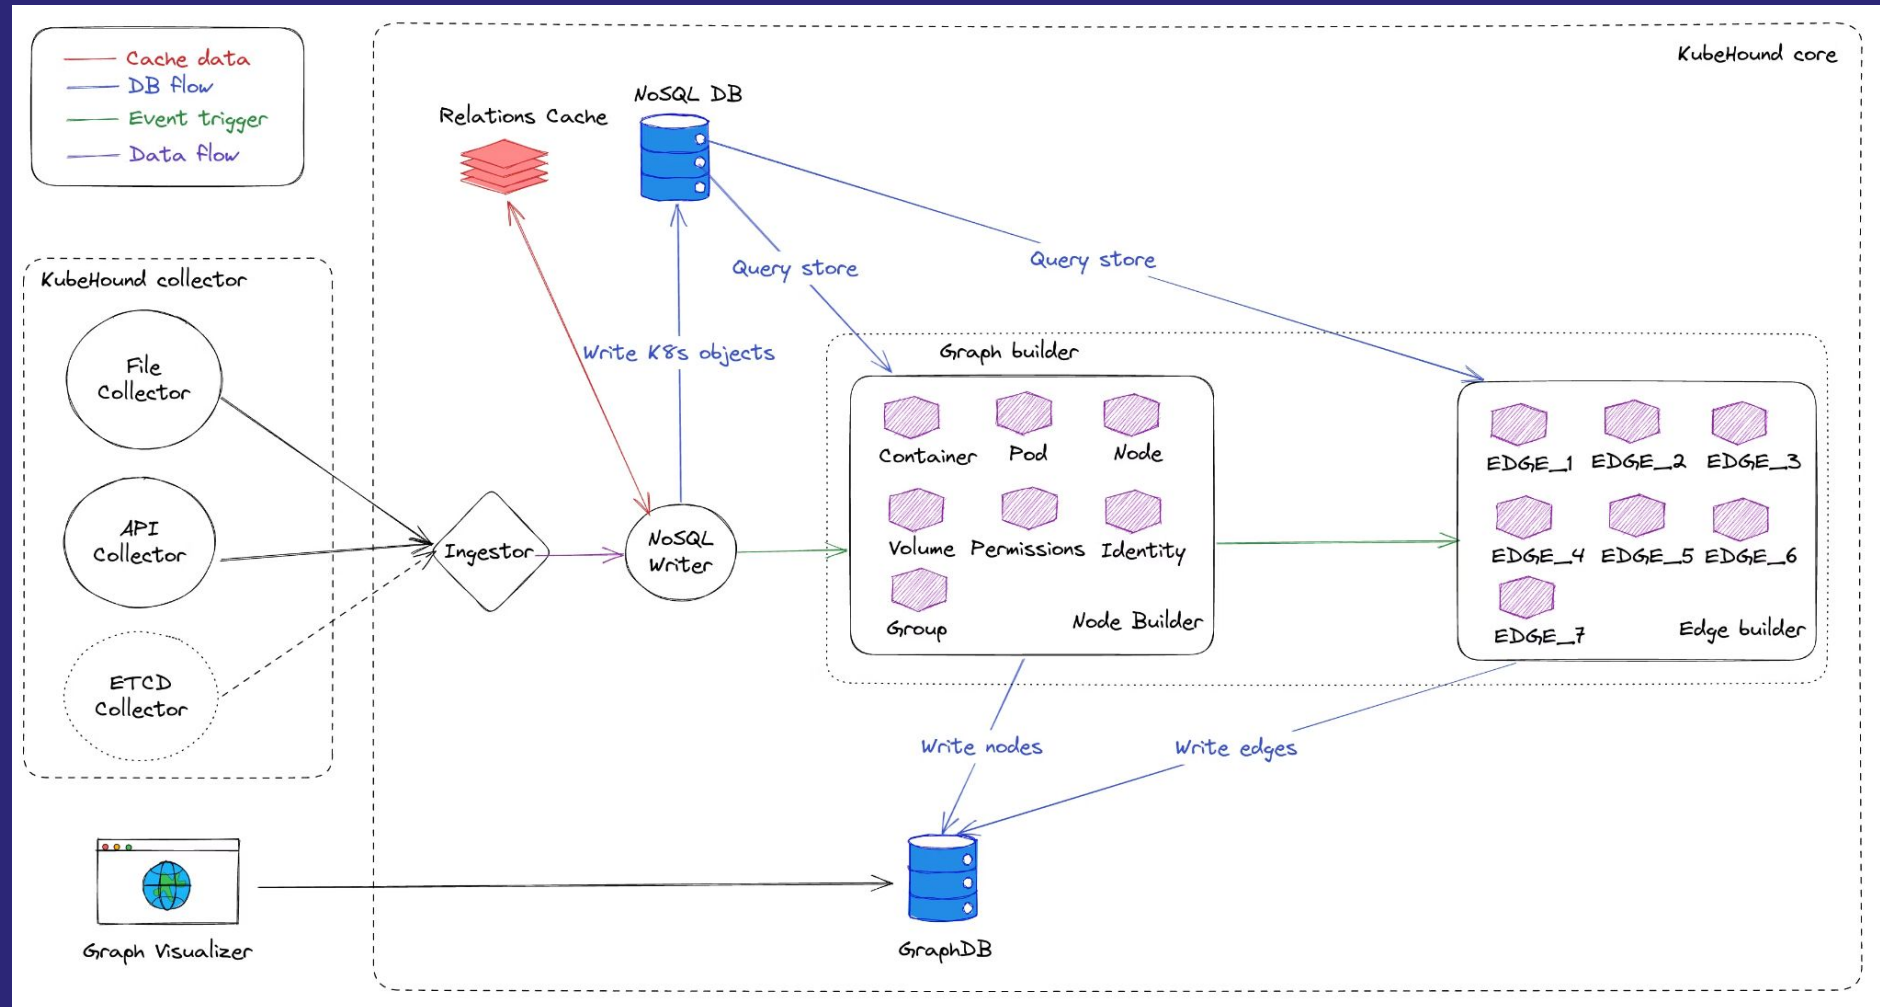 Cache data
DB flow
Event trigger
Data flow
KubeHound core
NoSQL DB
Relations Cache
Query store
Query store
KubeHound collector
File
Collector
API
Collector
ETCD
Collector
Write K8s objects
Ingestor
NoSQL
Writer
Graph builder
Container
Pod
Node
Volume
Permissions
Identity
Group
Node Builder
EDGE_1
EDGE_2
EDGE_3
EDGE_4
EDGE_5
EDGE_6
EDGE_7
Edge builder
Write nodes
Write edges
Graph Visualizer
GraphDB